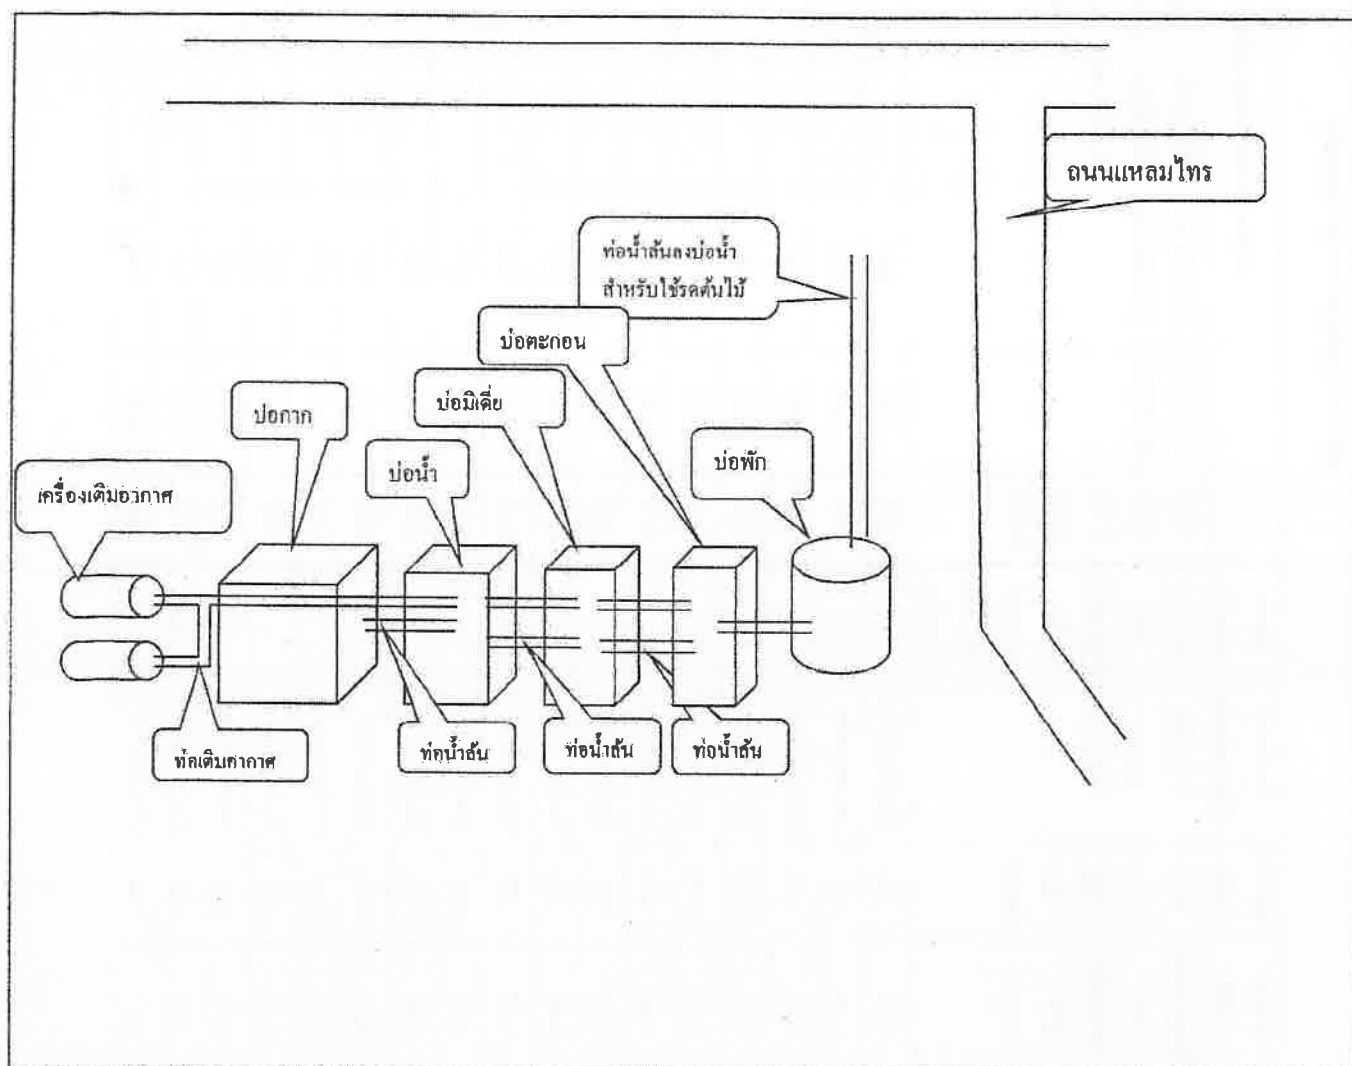 ถนนแหลมไทร
ท่อน้ำล้นลงบ่อน้ำ
สำหรับใช้รดต้นไม้
บ่อตะกอน
บ่อมีเดี่ย
บ่อกาก
บ่อน้ำ
บ่อพัก
เครื่องเติมอากาศ
ท่อเติมอากาศ
ท่อน้ำล้น
ท่อน้ำล้น
ท่อน้ำล้น